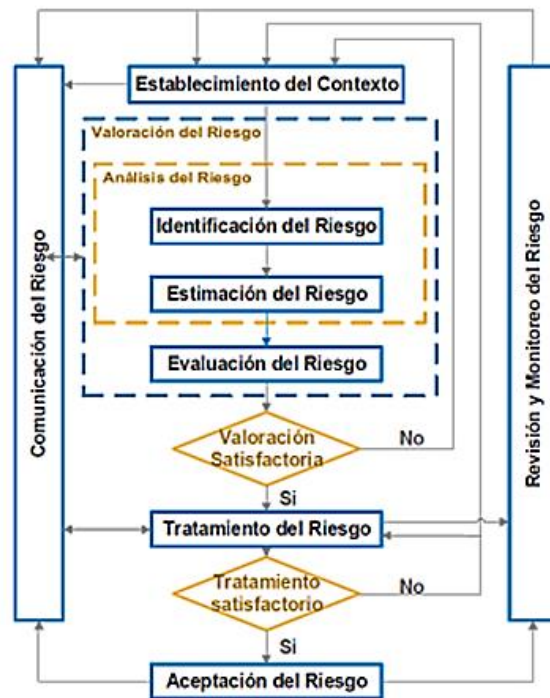 Establecimiento del Contexto
Valoración del Riesgo
Análisis del Riesgo
Identificación del Riesgo
Estimación del Riesgo
Evaluación del Riesgo
Valoración
Satisfactoria
No
Si
Tratamiento del Riesgo
Tratamiento
satisfactorio
No
Si
Aceptación del Riesgo
Comunicación del Riesgo
Revisión y Monitoreo del Riesgo